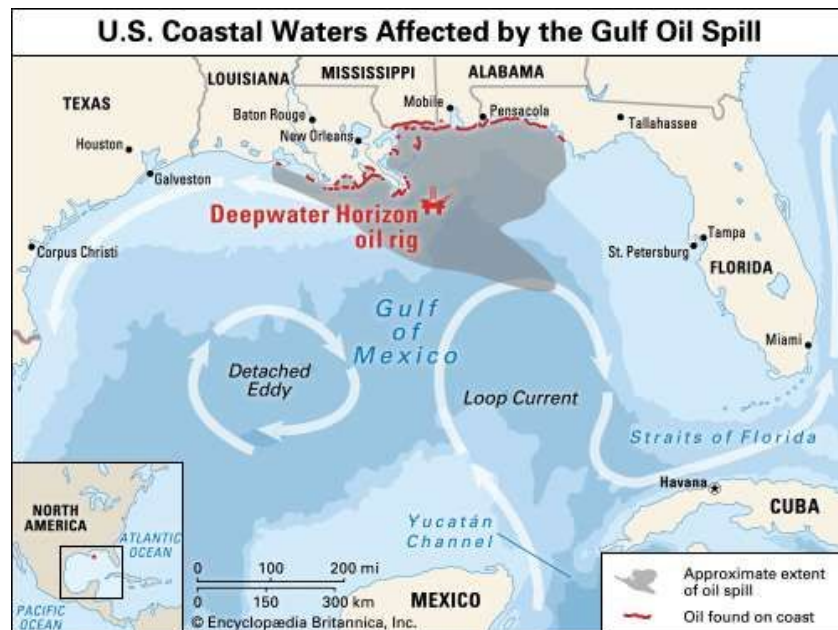 U.S. Coastal Waters Affected by the Gulf Oil Spill
TEXAS
LOUISIANA
MISSISSIPPI
ALABAMA
Baton Rouge
Mobile
Pensacola
Tallahassee
Houston
New Orleans
Galveston
Deepwater Horizon
oil rig
Corpus Christi
Tampa
St. Petersburg
FLORIDA
Gulf
of
Mexico
Miami
Detached
Eddy
Loop Current
Straits of Florida
Havana
CUBA
NORTH
AMERICA
ATLANTIC
OCEAN
PACIFIC
OCEAN
Yucatán
Channel
0 100 200 mi
0 150 300 km
MEXICO
© Encyclopædia Britannica, Inc.
Approximate extent
of oil spill
Oil found on coast